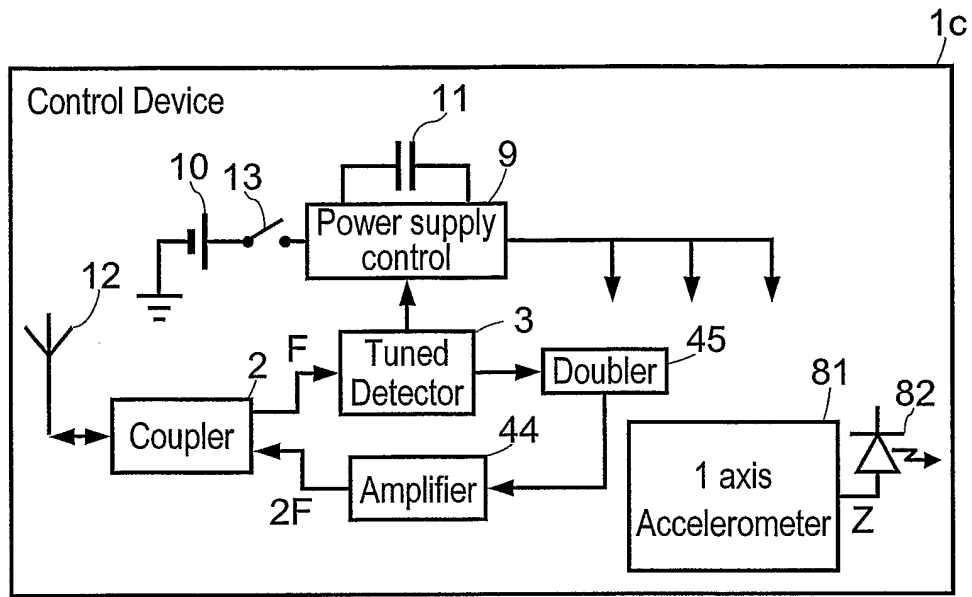 1c
Control Device
11
10
13
9
Power supply
control
12
F
3
Tuned
Detector
45
Doubler
2
Coupler
44
Amplifier
2F
81
82
1 axis
Accelerometer
Z